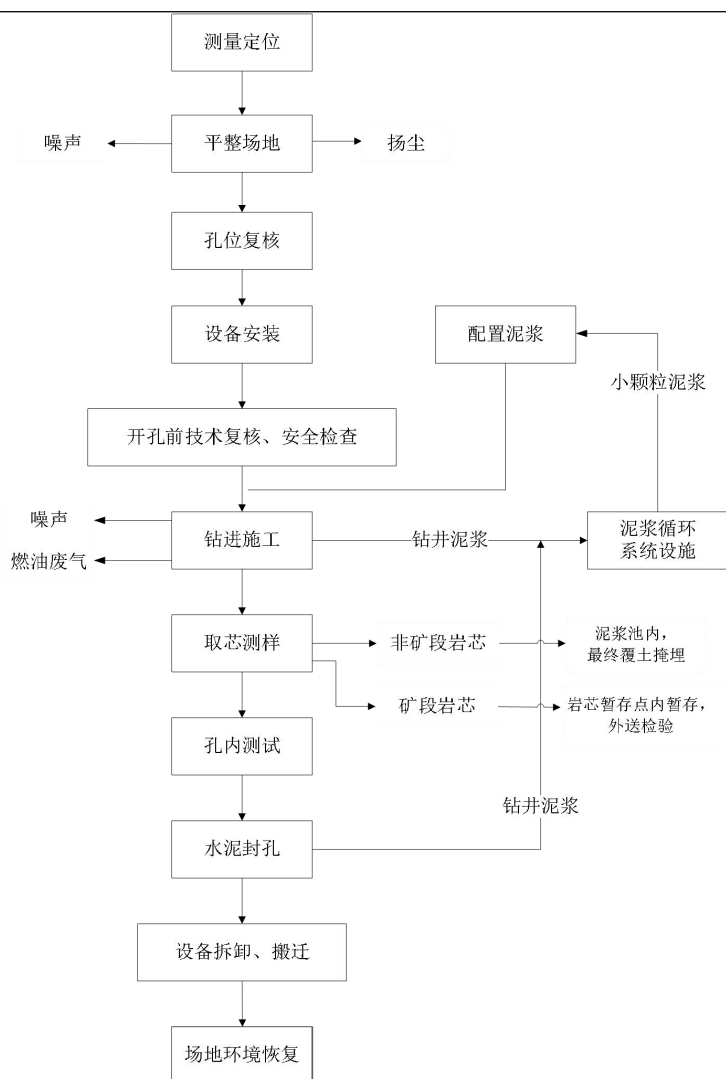 测量定位
噪声
平整场地
扬尘
孔位复核
设备安装
配置泥浆
小颗粒泥浆
开孔前技术复核、安全检查
噪声
燃油废气
钻进施工
钻井泥浆
泥浆循环
系统设施
取芯测样
非矿段岩芯
泥浆池内，
最终覆土掩埋
矿段岩芯
岩芯暂存点内暂存，
外送检验
孔内测试
钻井泥浆
水泥封孔
设备拆卸、搬迁
场地环境恢复